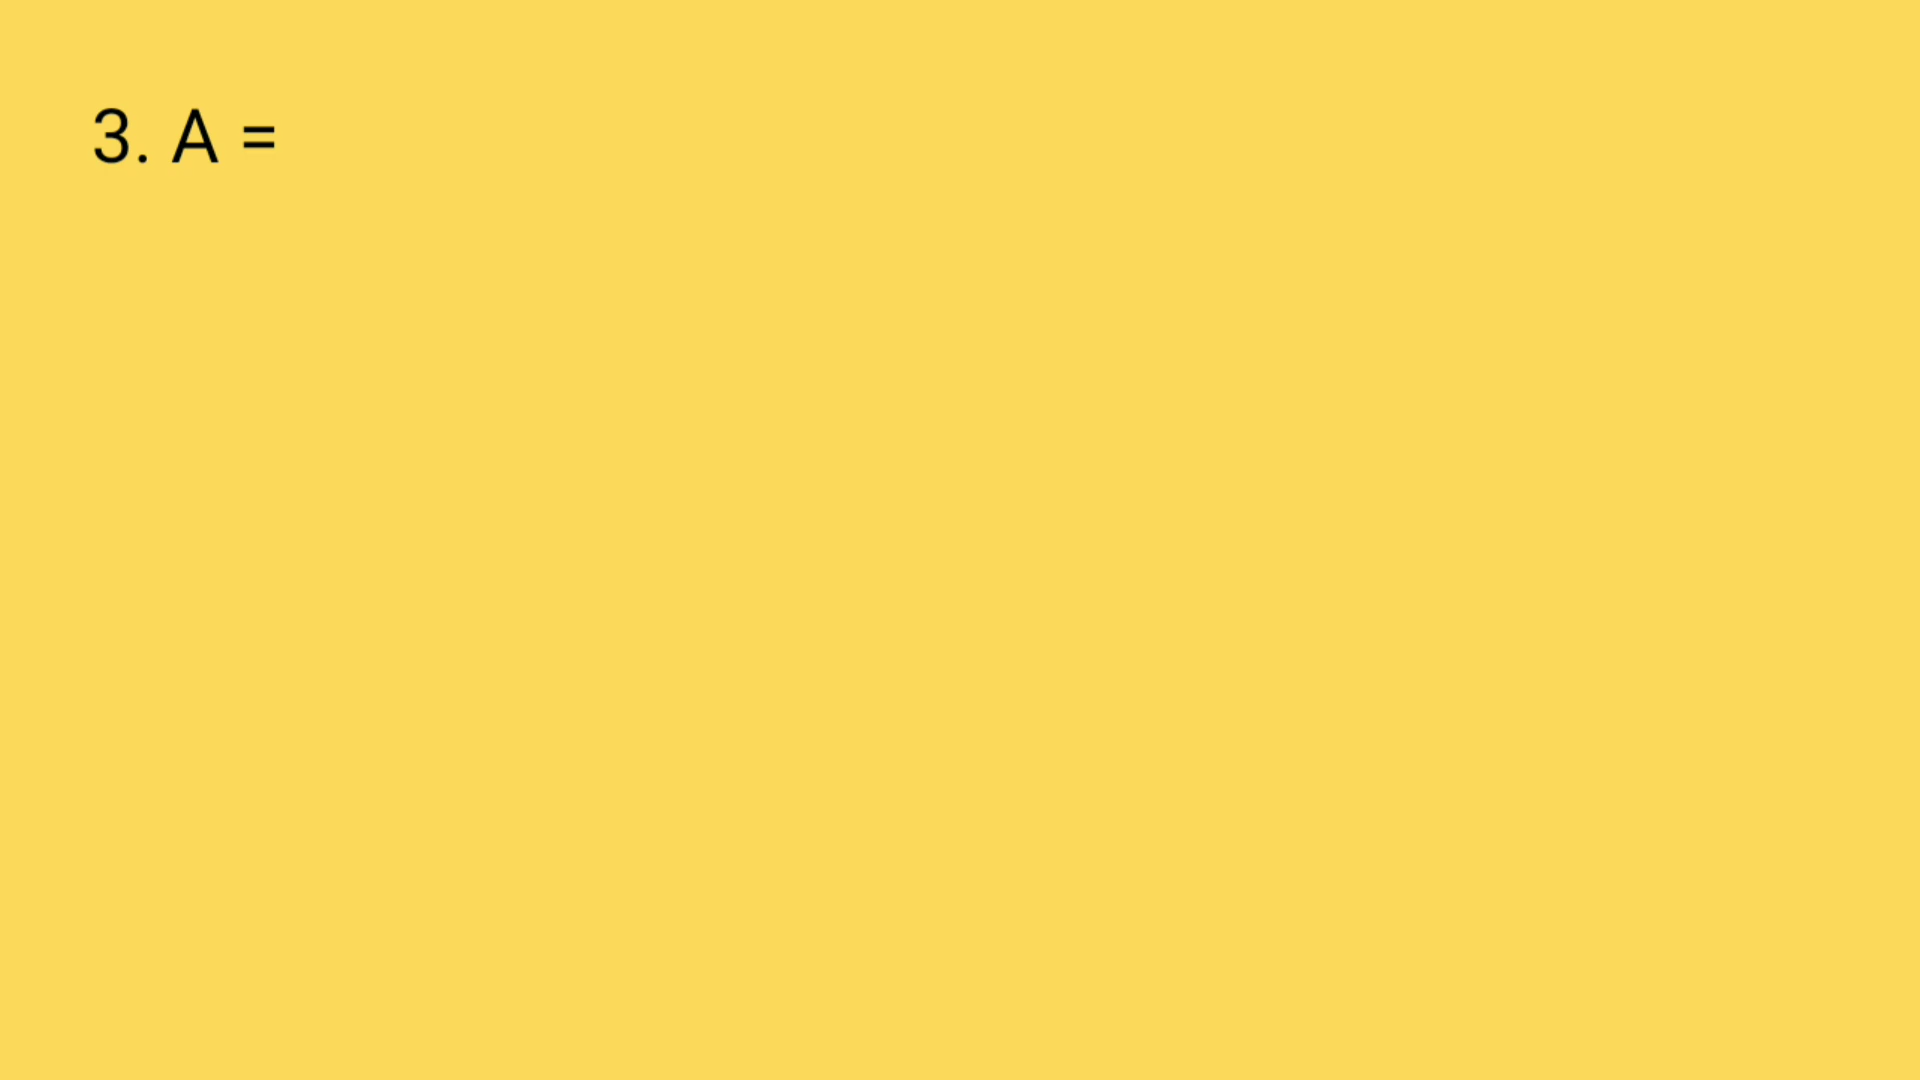 3. A =